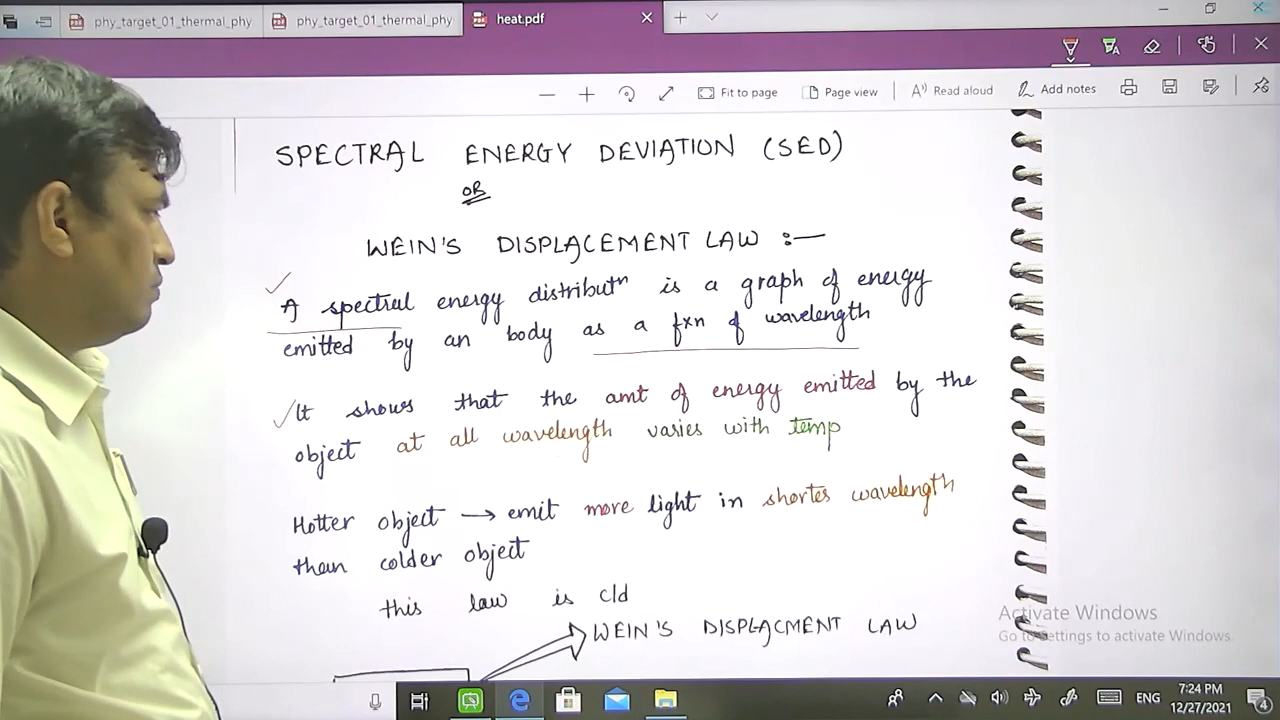 phy_target_01_thermal_phy
phy_target_01_thermal_phy
heat.pdf
Fit to page
Page view
Read aloud
Add notes
SPECTRAL ENERGY DEVIATION (SED)
OR
WEIN'S DISPLACEMENT LAW :—
A spectral energy distributn is a graph of energy
emitted by an body as a fxn of wavelength
It shows that the amt of energy emitted by the
object at all wavelength varies with temp
Hotter object → emit more light in shortes wavelength
than colder object
this law is c/d
WEIN'S DISPLACMENT LAW
Activate Windows
Go to Settings to activate Windows.
ENG
7:24 PM
12/27/2021
4